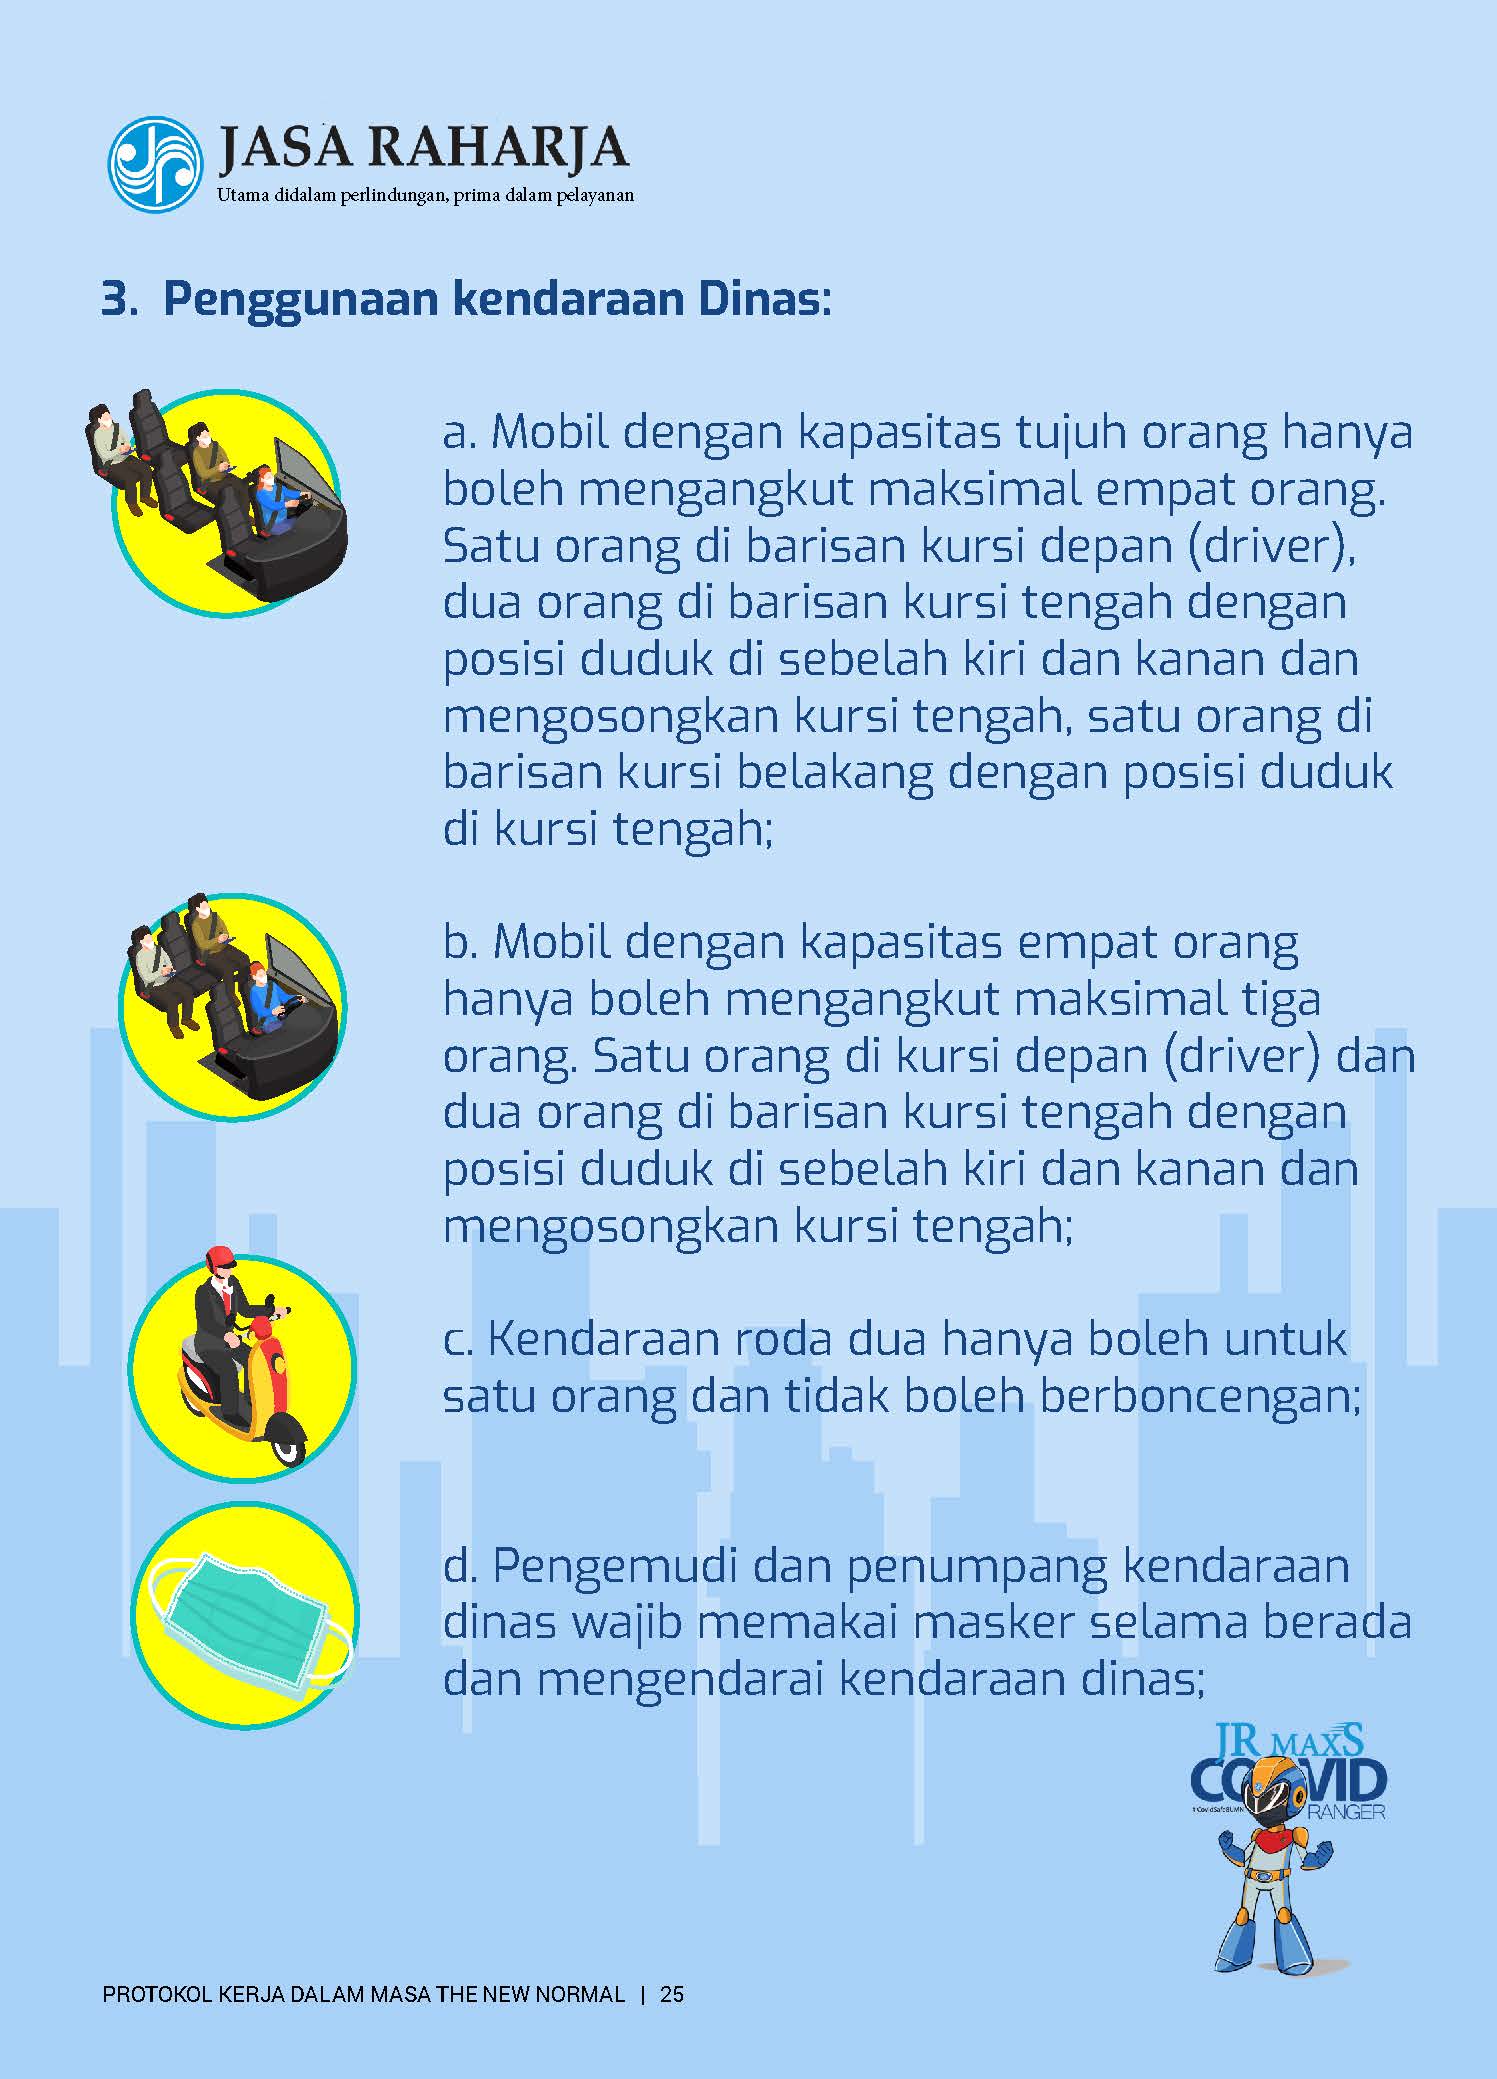 JASA RAHARJA
Utama didalam perlindungan, prima dalam pelayanan
3. Penggunaan kendaraan Dinas:
a. Mobil dengan kapasitas tujuh orang hanya
boleh mengangkut maksimal empat orang.
Satu orang di barisan kursi depan (driver),
dua orang di barisan kursi tengah dengan
posisi duduk di sebelah kiri dan kanan dan
mengosongkan kursi tengah, satu orang di
barisan kursi belakang dengan posisi duduk
di kursi tengah;
b. Mobil dengan kapasitas empat orang
hanya boleh mengangkut maksimal tiga
orang. Satu orang di kursi depan (driver) dan
dua orang di barisan kursi tengah dengan
posisi duduk di sebelah kiri dan kanan dan
mengosongkan kursi tengah;
c. Kendaraan roda dua hanya boleh untuk
satu orang dan tidak boleh berboncengan;
d. Pengemudi dan penumpang kendaraan
dinas wajib memakai masker selama berada
dan mengendarai kendaraan dinas;
JR MAXS
COVID
#CovidSafeBUMN
RANGER
PROTOKOL KERJA DALAM MASA THE NEW NORMAL | 25